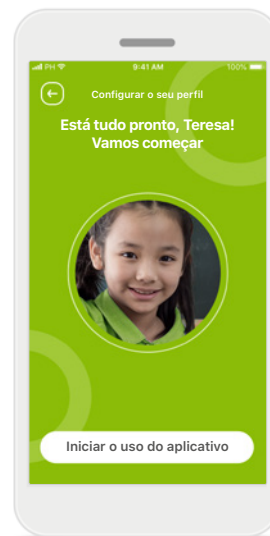 PH 9:41 AM 100%
Configurar o seu perfil
Está tudo pronto, Teresa!
Vamos começar
Iniciar o uso do aplicativo